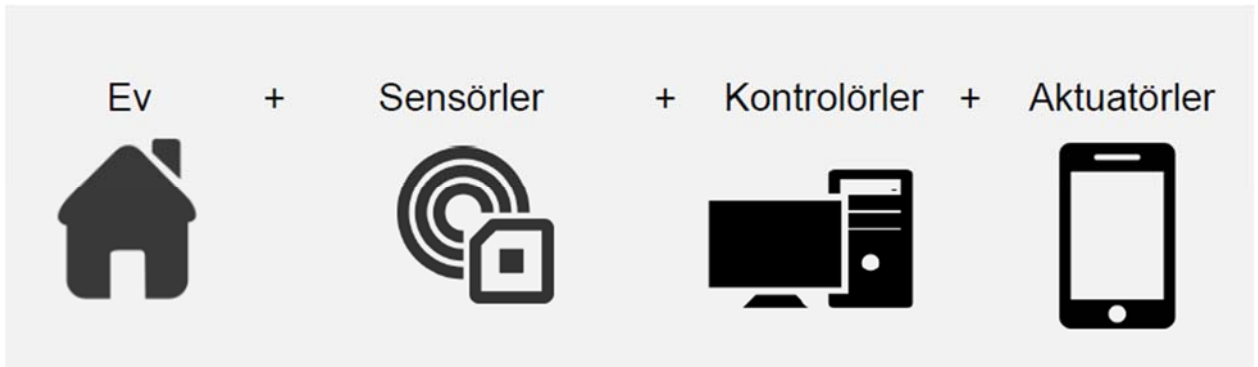 Ev + Sensörler + Kontrolörler + Aktuatörler